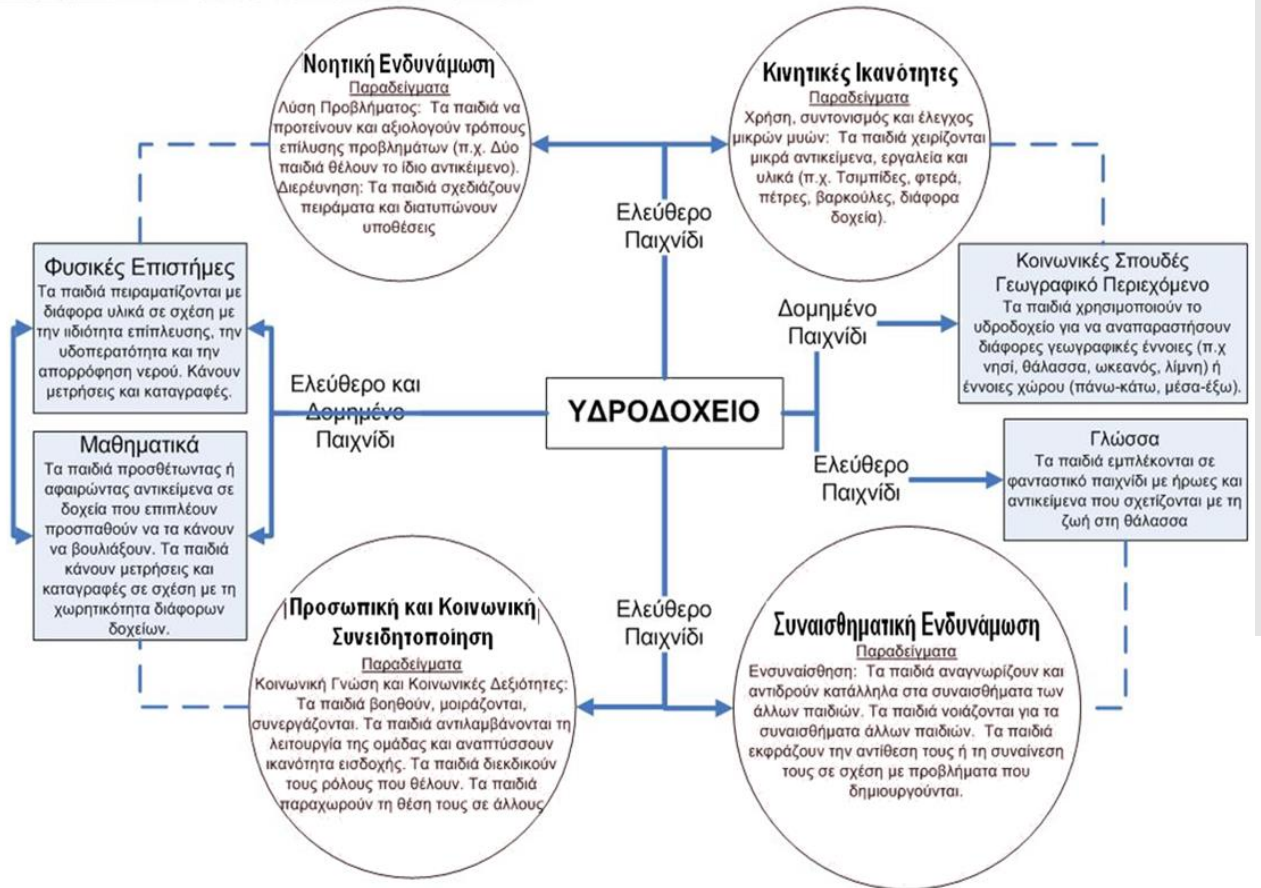 Νοητική Ενδυνάμωση
Παραδείγματα
Λύση Προβλήματος: Τα παιδιά να
προτείνουν και αξιολογούν τρόπους
επίλυσης προβλημάτων (π.χ. Δύο
παιδιά θέλουν το ίδιο αντικέιμενο).
Διερεύνηση: Τα παιδιά σχεδιάζουν
πειράματα και διατυπώνουν
υποθέσεις
Κινητικές Ικανότητες
Παραδείγματα
Χρήση, συντονισμός και έλεγχος
μικρών μυών: Τα παιδιά χειρίζονται
μικρά αντικείμενα, εργαλεία και
υλικά (π.χ. Τσιμπίδες, φτερά,
πέτρες, βαρκούλες, διάφορα
δοχεία).
Ελεύθερο
Παιχνίδι
Φυσικές Επιστήμες
Τα παιδιά πειραματίζονται με
διάφορα υλικά σε σχέση με
την ιιδιότητα επίπλευσης, την
υδοπερατότητα και την
απορρόφηση νερού. Κάνουν
μετρήσεις και καταγραφές.
Κοινωνικές Σπουδές
Γεωγραφικό Περιεχόμενο
Τα παιδιά χρησιμοποιούν το
υδροδοχείο για να αναπαραστήσουν
διάφορες γεωγραφικές έννοιες (π.χ
νησί, θάλασσα, ωκεανός, λίμνη) ή
έννοιες χώρου (πάνω-κάτω, μέσα-έξω).
Δομημένο
Παιχνίδι
Ελεύθερο και
Δομημένο
Παιχνίδι
ΥΔΡΟΔΟΧΕΙΟ
Μαθηματικά
Τα παιδιά προσθέτωντας ή
αφαιρώντας αντικείμενα σε
δοχεία που επιπλέουν
προσπαθούν να τα κάνουν
να βουλιάξουν. Τα παιδιά
κάνουν μετρήσεις και
καταγραφές σε σχέση με τη
χωρητικότητα διάφορων
δοχείων.
Ελεύθερο
Παιχνίδι
Γλώσσα
Τα παιδιά εμπλέκονται σε
φανταστικό παιχνίδι με ήρωες και
αντικείμενα που σχετίζονται με τη
ζωή στη θάλασσα
Ελεύθερο
Παιχνίδι
Προσωπική και Κοινωνική
Συνειδητοποίηση
Παραδείγματα
Κοινωνική Γνώση και Κοινωνικές Δεξιότητες:
Τα παιδιά βοηθούν, μοιράζονται,
συνεργάζονται. Τα παιδιά αντιλαμβάνονται τη
λειτουργία της ομάδας και αναπτύσσουν
ικανότητα εισδοχής. Τα παιδιά διεκδικούν
τους ρόλους που θέλουν. Τα παιδιά
παραχωρούν τη θέση τους σε άλλους
Συναισθηματική Ενδυνάμωση
Παραδείγματα
Ενσυναίσθηση: Τα παιδιά αναγνωρίζουν και
αντιδρούν κατάλληλα στα συναισθήματα των
άλλων παιδιών. Τα παιδιά νοιάζονται για τα
συναισθήματα άλλων παιδιών. Τα παιδιά
εκφράζουν την αντίθεση τους ή τη συναίνεση
τους σε σχέση με προβλήματα που
δημιουργούνται.